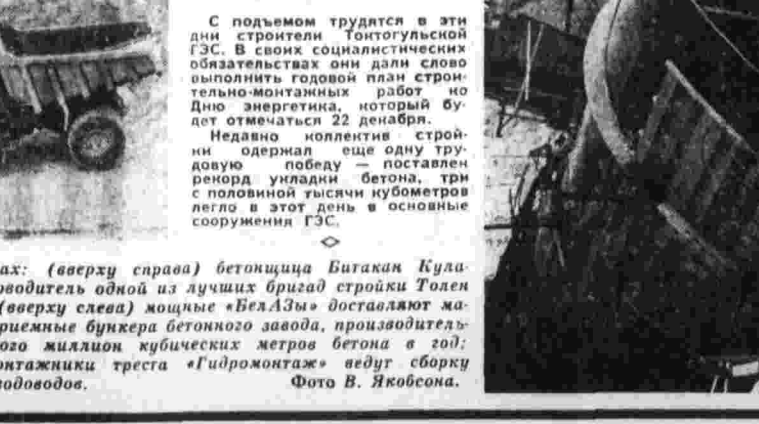 С подъемом трудятся в эти
дни строители Токтогульской
ГЭС. В своих социалистических
обязательствах они дали слово
выполнить годовой план строи-
тельно-монтажных работ ко
Дню энергетика, который бу-
дет отмечаться 22 декабря.
Недавно коллектив строй-
ки одержал еще одну тру-
довую победу — поставлен
рекорд укладки бетона, три
с половиной тысячи кубометров
легло в этот день в основные
сооружения ГЭС.
ах: (вверху справа) бетонщица Битакан Кула-
оводитель одной из лучших бригад стройки Толен
(вверху слева) мощные «БелАЗы» доставляют ма-
риемные бункера бетонного завода, производитель-
ого миллион кубических метров бетона в год;
онтажники треста «Гидромонтаж» ведут сборку
одоводов. Фото В. Якобсона.